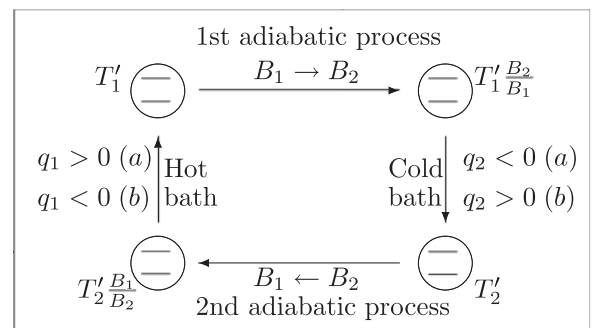 1st adiabatic process
T′₁ B₁ → B₂ T′₁ B₂/B₁
q₁ > 0 (a) Hot Cold q₂ < 0 (a)
q₁ < 0 (b) bath bath q₂ > 0 (b)
T′₂ B₁/B₂ B₁ ← B₂ T′₂
2nd adiabatic process